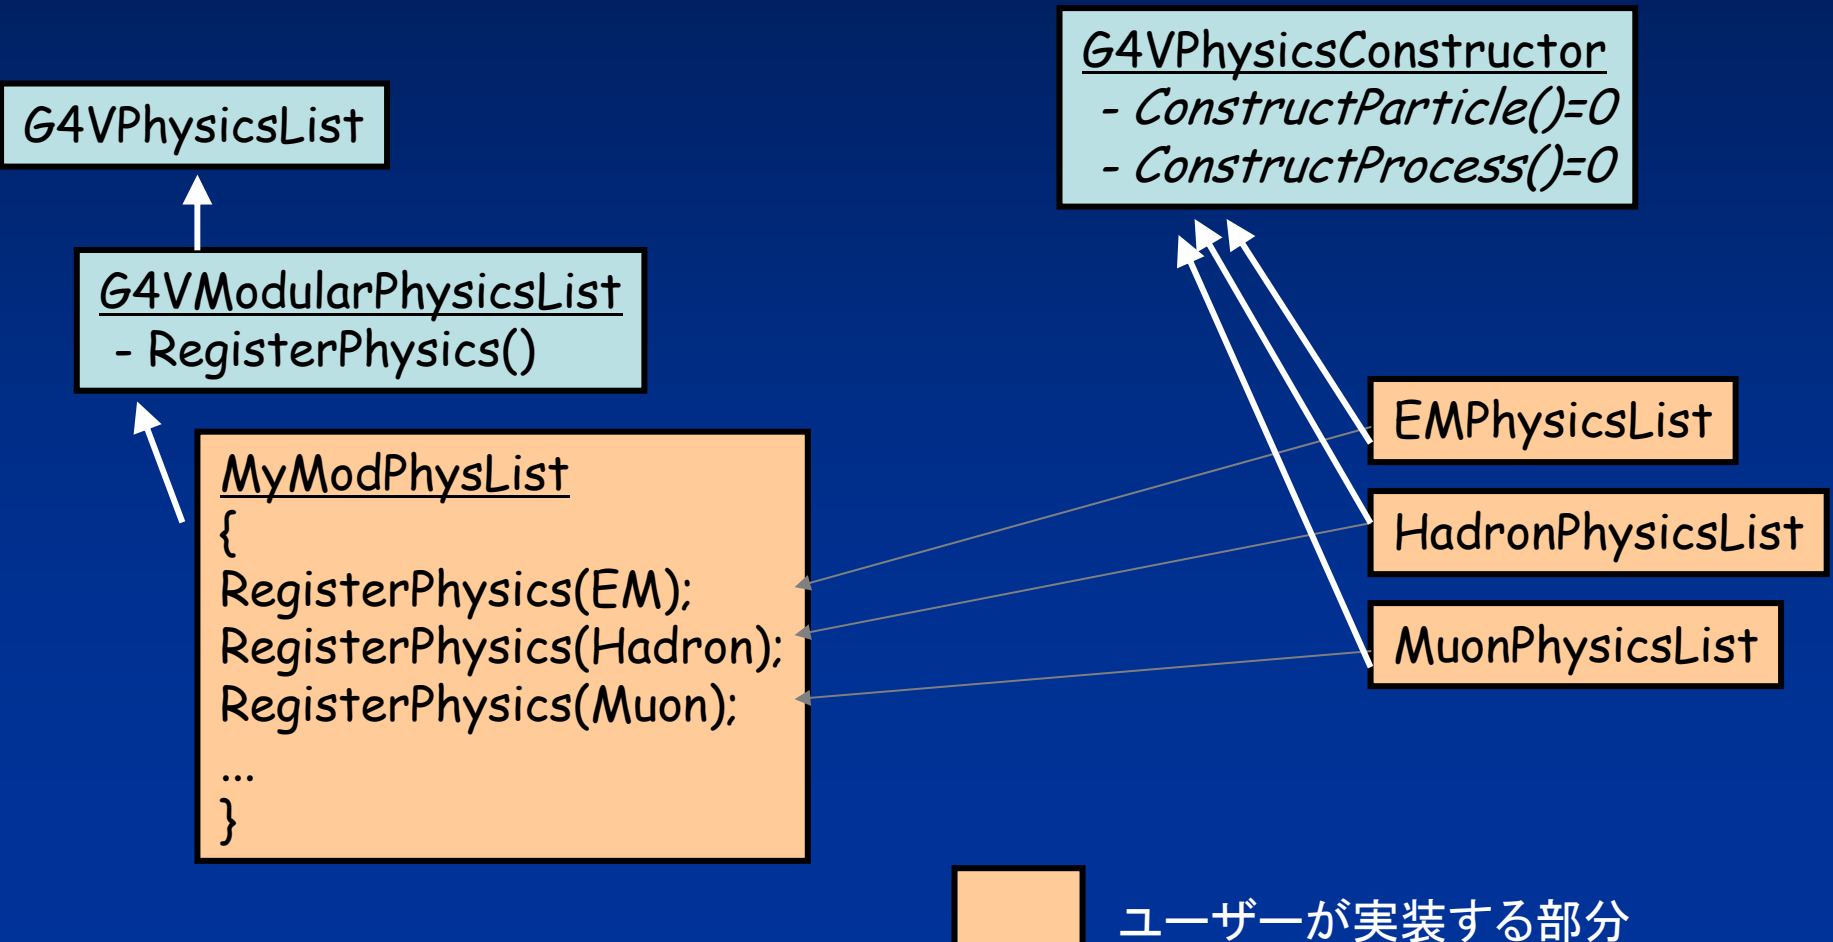 G4VPhysicsList
G4VModularPhysicsList
- RegisterPhysics()
MyModPhysList
{
RegisterPhysics(EM);
RegisterPhysics(Hadron);
RegisterPhysics(Muon);
...
}
G4VPhysicsConstructor
- ConstructParticle()=0
- ConstructProcess()=0
EMPhysicsList
HadronPhysicsList
MuonPhysicsList
ユーザーが実装する部分